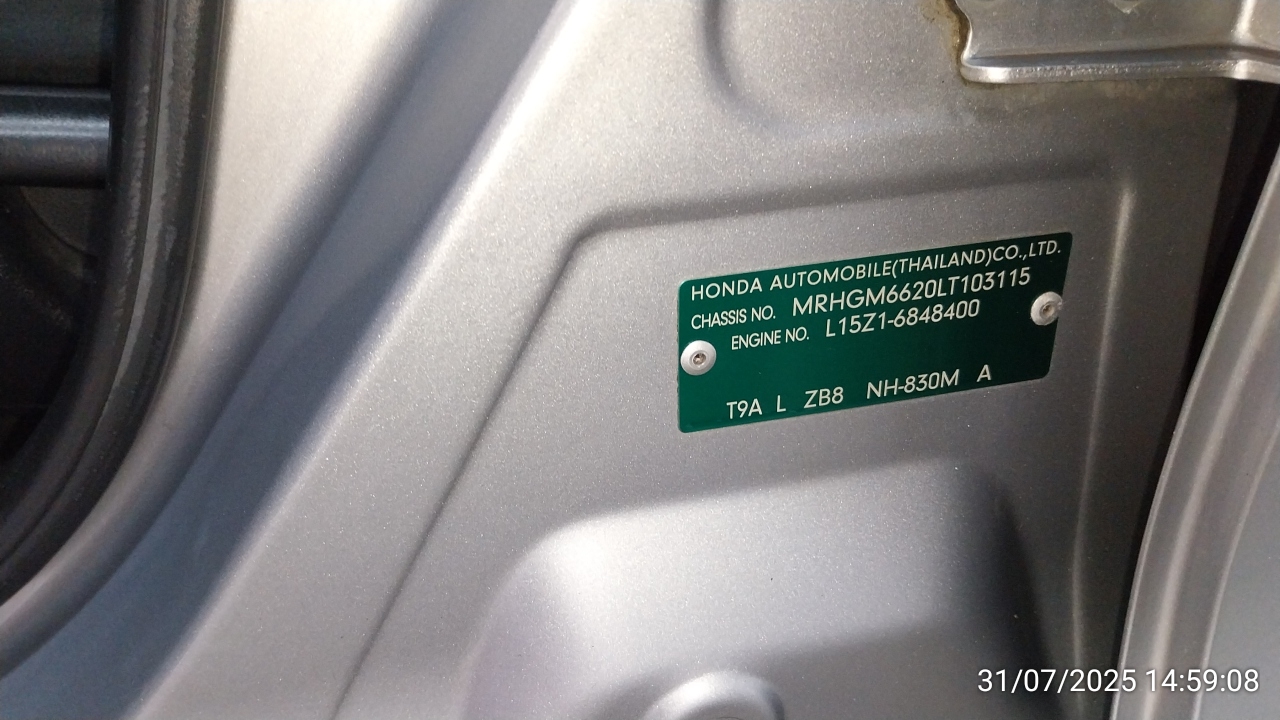 HONDA AUTOMOBILE(THAILAND)CO.,LTD.
CHASSIS NO. MRHGM6620LT103115
ENGINE NO. L15Z1-6848400
T9A L ZB8 NH-830M A
31/07/2025 14:59:08